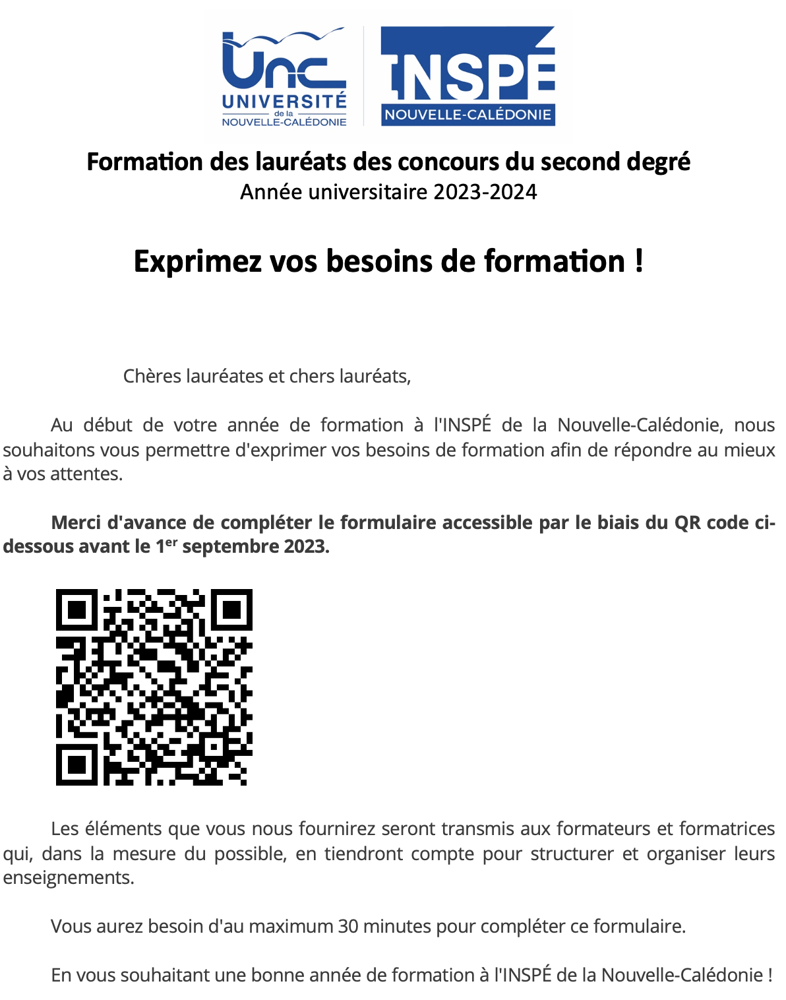 unc
UNIVERSITÉ
de la
NOUVELLE-CALÉDONIE
INSPÉ
NOUVELLE-CALÉDONIE
Formation des lauréats des concours du second degré
Année universitaire 2023-2024
Exprimez vos besoins de formation !
Chères lauréates et chers lauréats,
Au début de votre année de formation à l'INSPÉ de la Nouvelle-Calédonie, nous
souhaitons vous permettre d'exprimer vos besoins de formation afin de répondre au mieux
à vos attentes.
Merci d'avance de compléter le formulaire accessible par le biais du QR code ci-
dessous avant le 1er septembre 2023.
Les éléments que vous nous fournirez seront transmis aux formateurs et formatrices
qui, dans la mesure du possible, en tiendront compte pour structurer et organiser leurs
enseignements.
Vous aurez besoin d'au maximum 30 minutes pour compléter ce formulaire.
En vous souhaitant une bonne année de formation à l'INSPÉ de la Nouvelle-Calédonie !